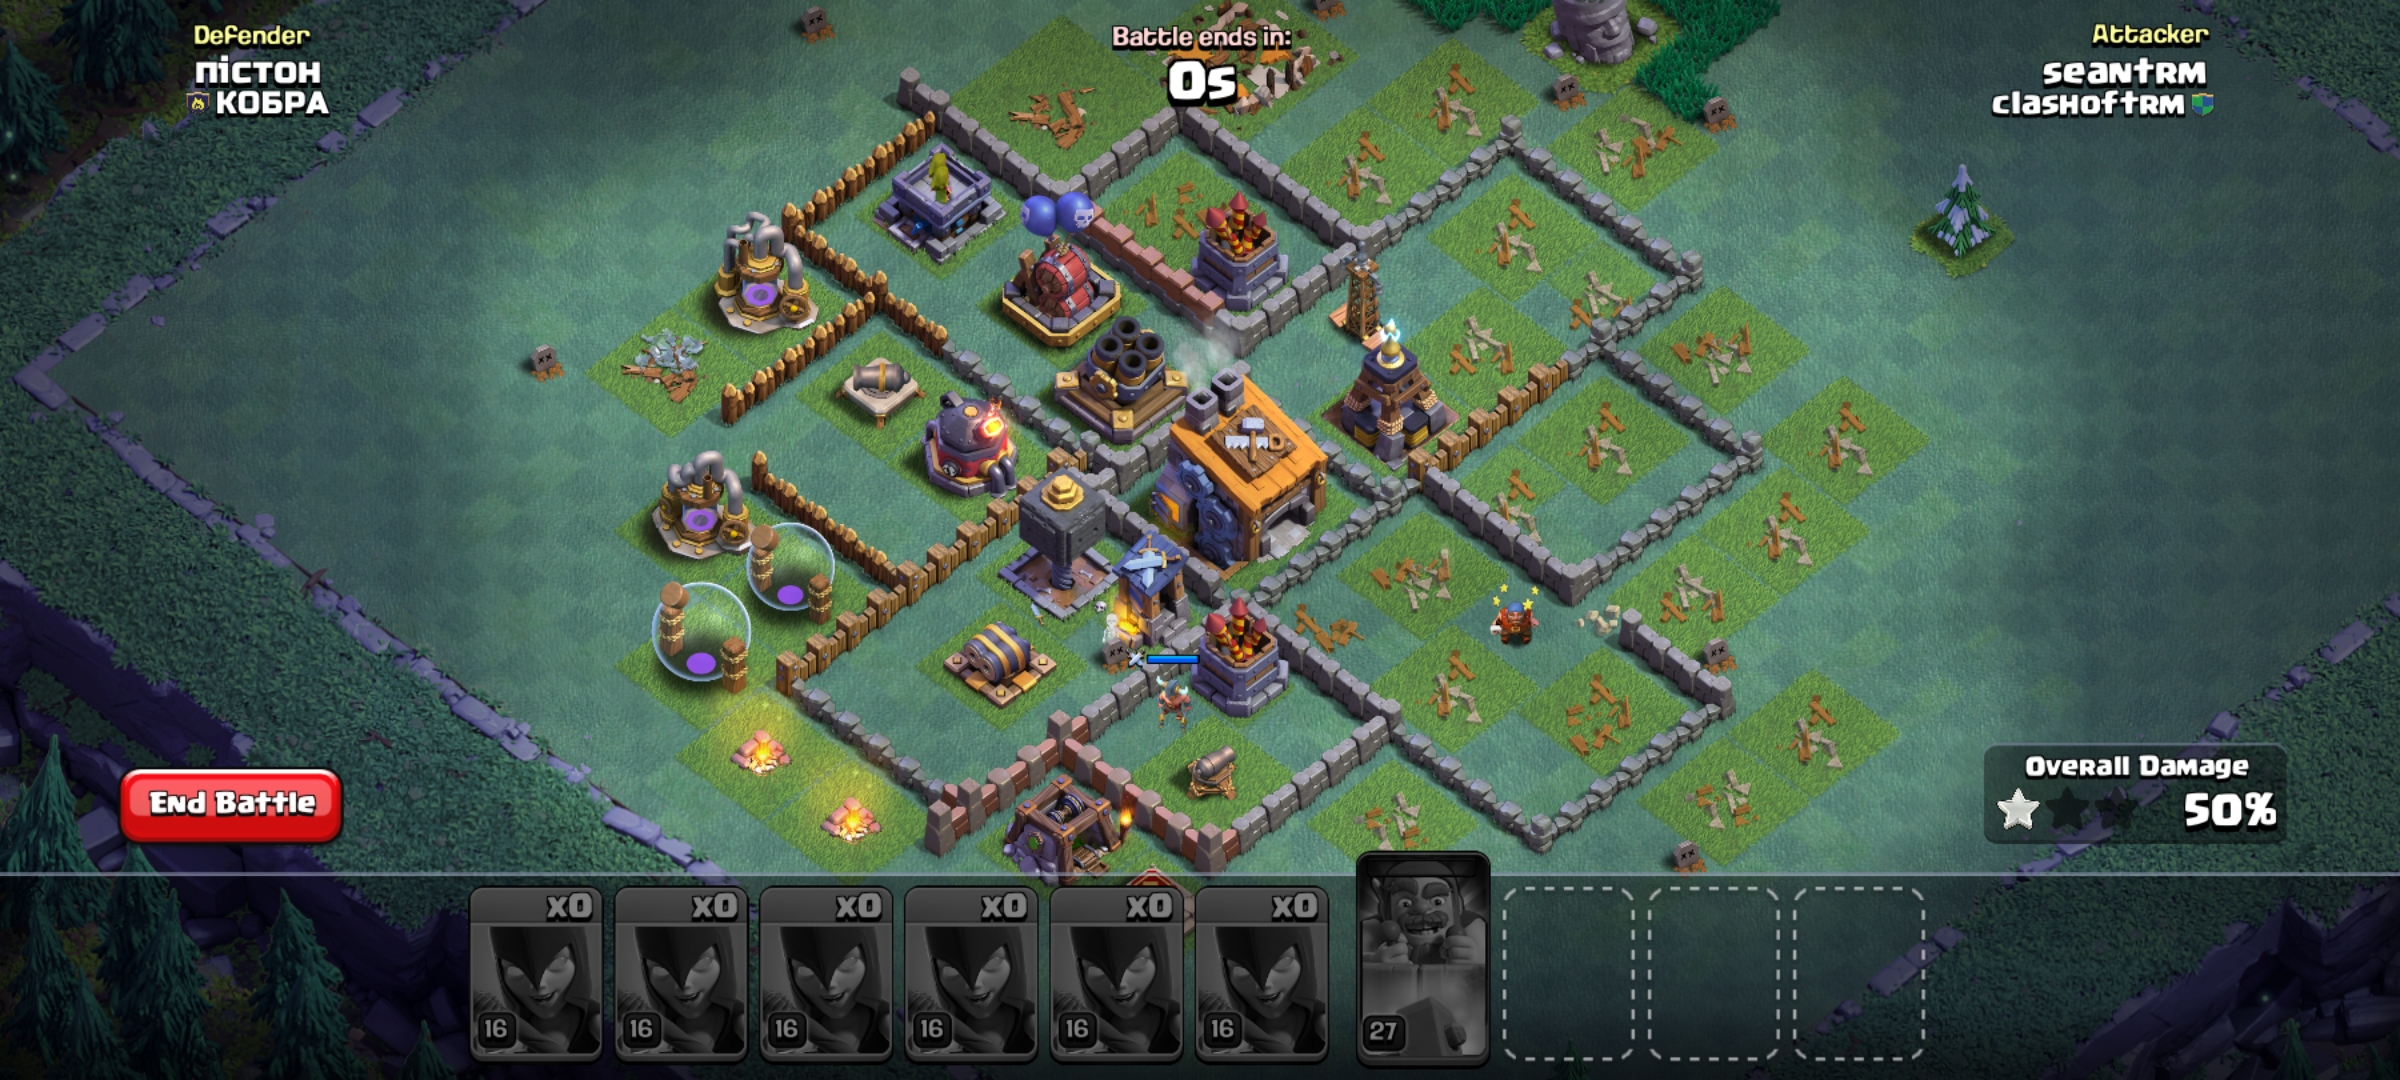 Defender
пістон
КОБРА
Battle ends in:
0s
Attacker
seantRM
clashoftRM
End Battle
Overall Damage
50%
x0
x0
x0
x0
x0
x0
16
16
16
16
16
16
27